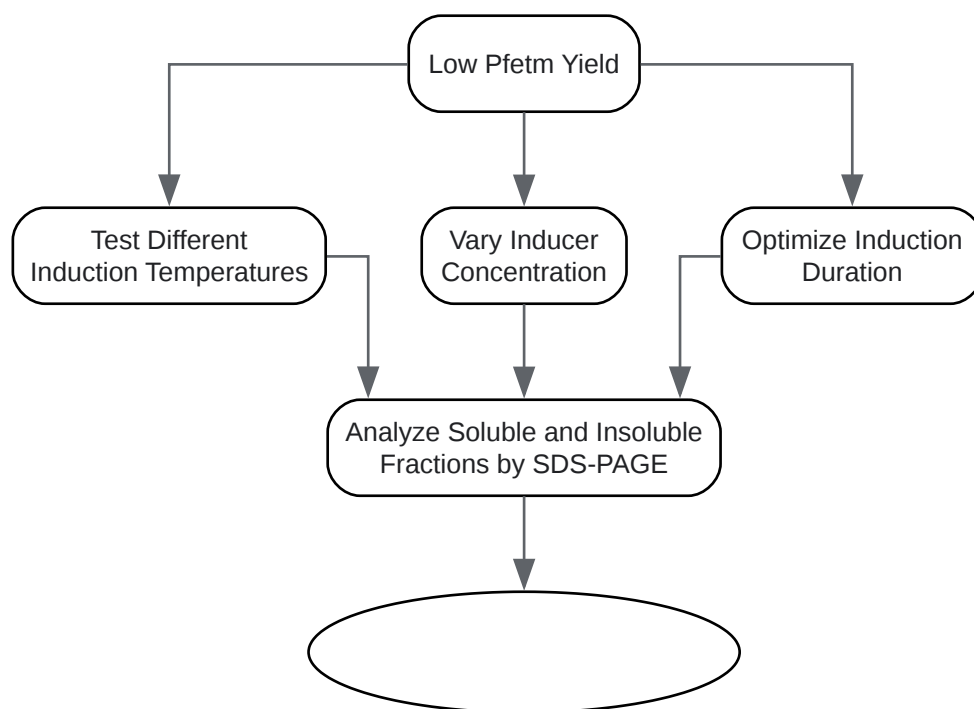 Low Pfetm Yield
Test Different
Induction Temperatures
Vary Inducer
Concentration
Optimize Induction
Duration
Analyze Soluble and Insoluble
Fractions by SDS-PAGE